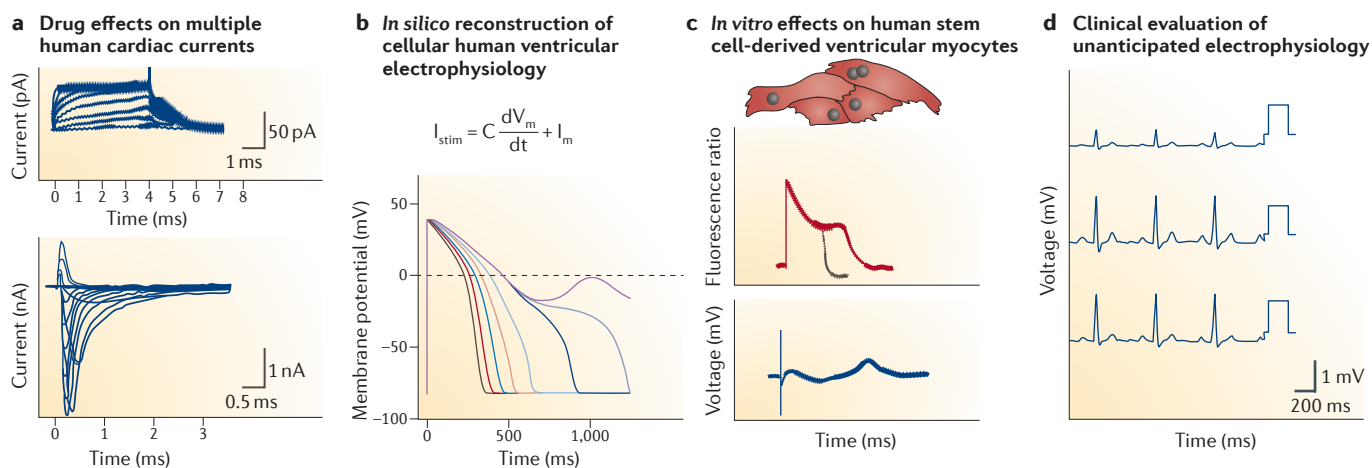 a Drug effects on multiple
human cardiac currents
Current (pA)
50 pA
1 ms
0 1 2 3 4 5 6 7 8
Time (ms)
Current (nA)
1 nA
0.5 ms
0 1 2 3
Time (ms)
b In silico reconstruction of
cellular human ventricular
electrophysiology
I_stim = C dV_m/dt + I_m
Membrane potential (mV)
50
0
−50
−100
0 500 1,000
Time (ms)
c In vitro effects on human stem
cell-derived ventricular myocytes
Fluorescence ratio
Voltage (mV)
Time (ms)
d Clinical evaluation of
unanticipated electrophysiology
Voltage (mV)
1 mV
200 ms
Time (ms)